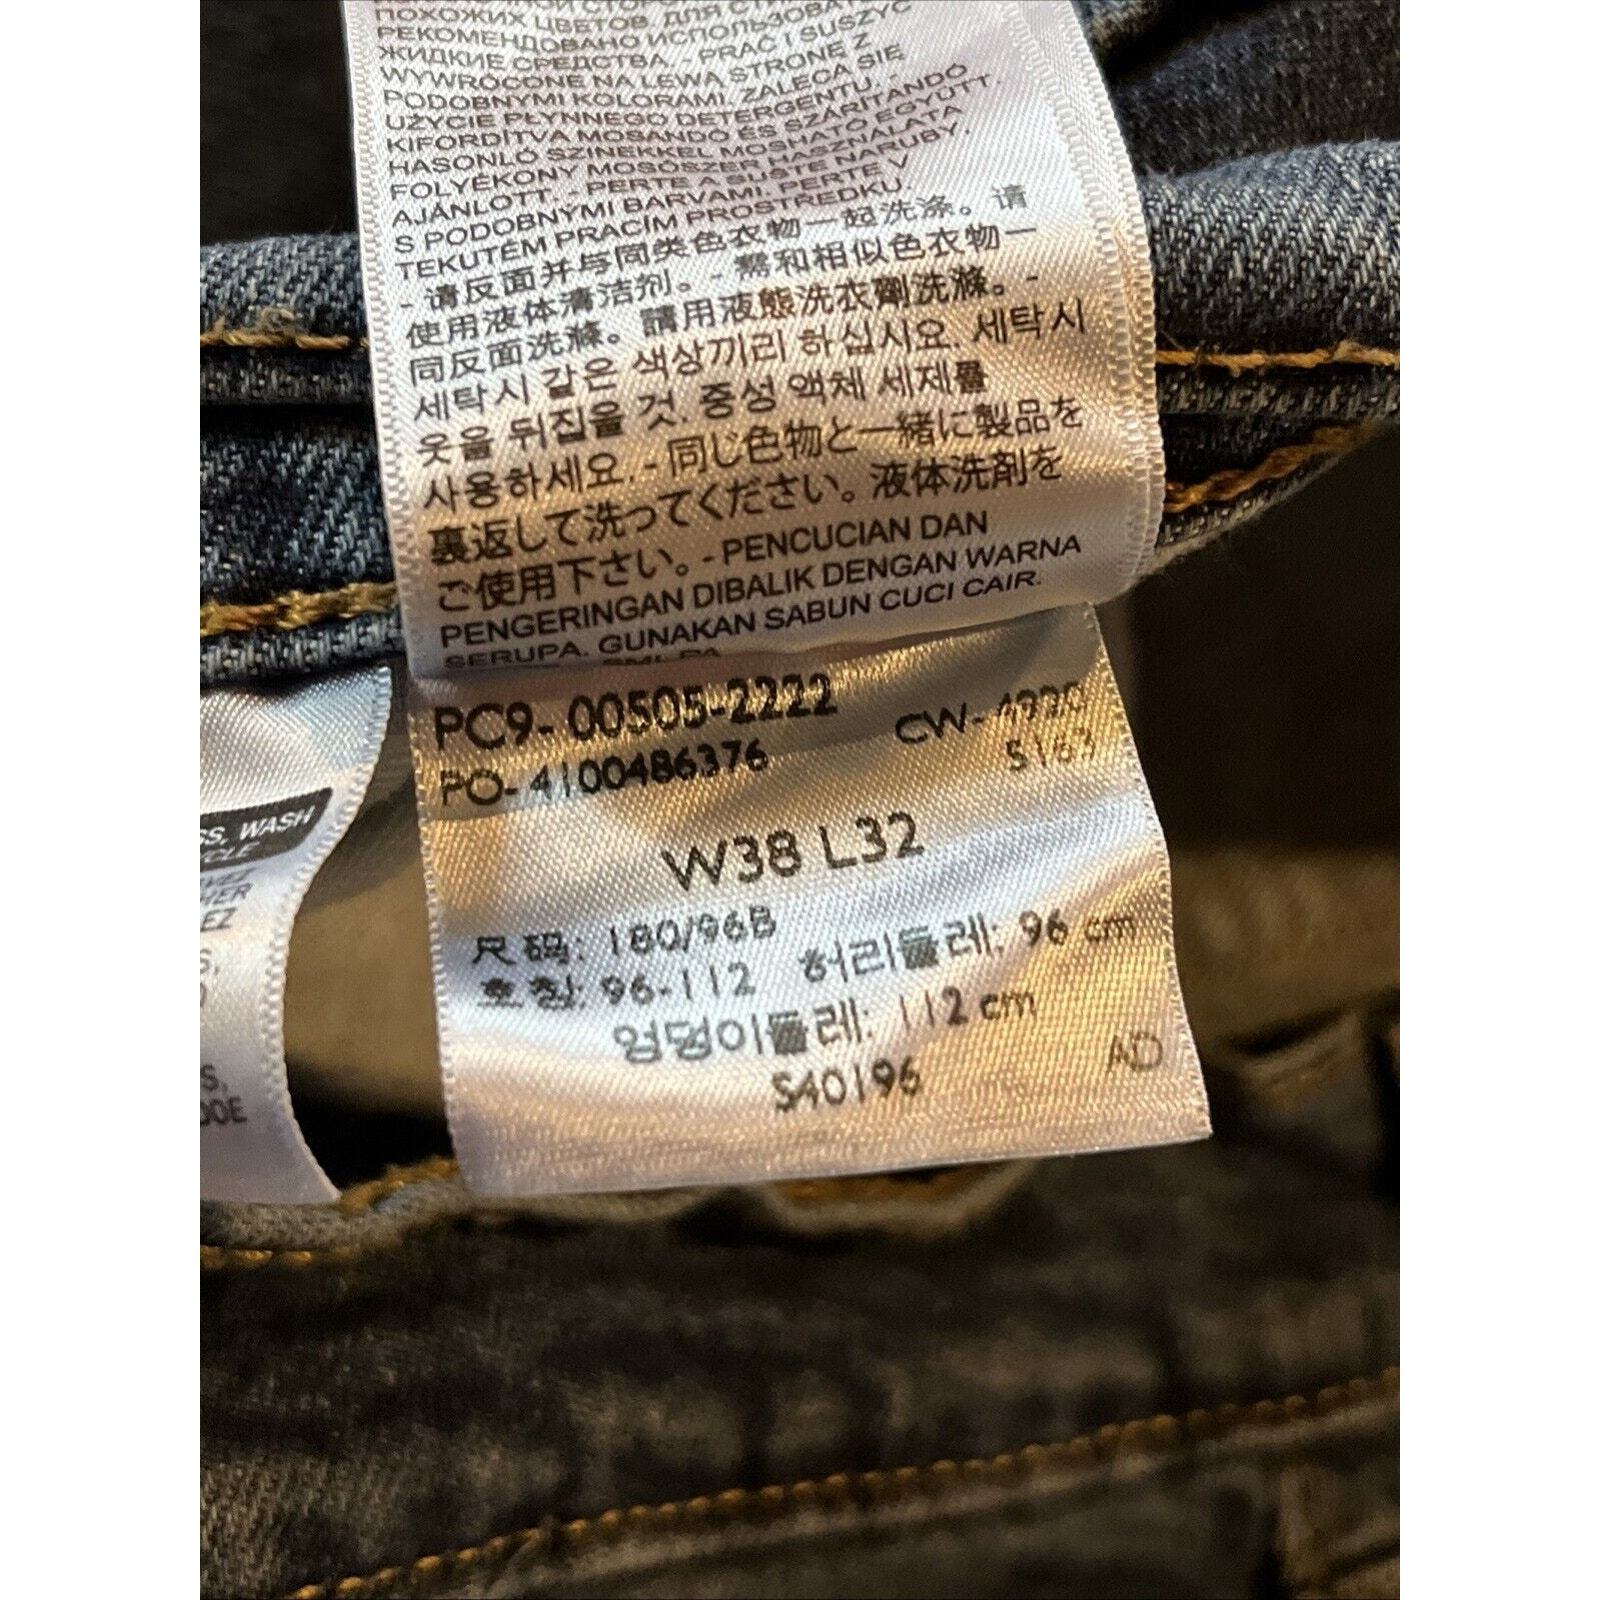 ПОХОЖИХ ЦВЕТОВ. ДЛЯ
РЕКОМЕНДОВАНО ИСПОЛЬЗОВАТЬ
ЖИДКИЕ СРЕДСТВА. - PRAĆ I SUSZYĆ
WYWRÓCONE NA LEWĄ STRONĘ Z
PODOBNYMI KOLORAMI. ZALECA SIĘ
UŻYCIE PŁYNNEGO DETERGENTU. -
KIFORDÍTVA MOSANDÓ ÉS SZÁRÍTANDÓ
HASONLÓ SZÍNEKKEL MOSHATÓ EGYÜTT.
FOLYÉKONY MOSÓSZER HASZNÁLATA
AJÁNLOTT. - PERTE A SUŠTE NARUBY,
S PODOBNÝMI BARVAMI. PERTE V
TEKUTÉM PRACÍM PROSTŘEDKU.
- 请反面并与同类色衣物一起洗涤。请
使用液体清洁剂。- 幫和相似色衣物一
同反面洗滌。請用液態洗衣劑洗滌。-
세탁시 같은 색상끼리 하십시요. 세탁시
옷을 뒤집을 것. 중성 액체 세제를
사용하세요. - 同じ色物と一緒に製品を
裏返して洗ってください。液体洗剤を
ご使用下さい。- PENCUCIAN DAN
PENGERINGAN DIBALIK DENGAN WARNA
SERUPA. GUNAKAN SABUN CUCI CAIR.
PC9- 00505-2222
CW-
PO- 4100486376
5163
W38 L32
尺码: 180/96B
호칭: 96-112 허리둘레: 96 cm
엉덩이둘레: 112 cm
S40196
AD
WASH